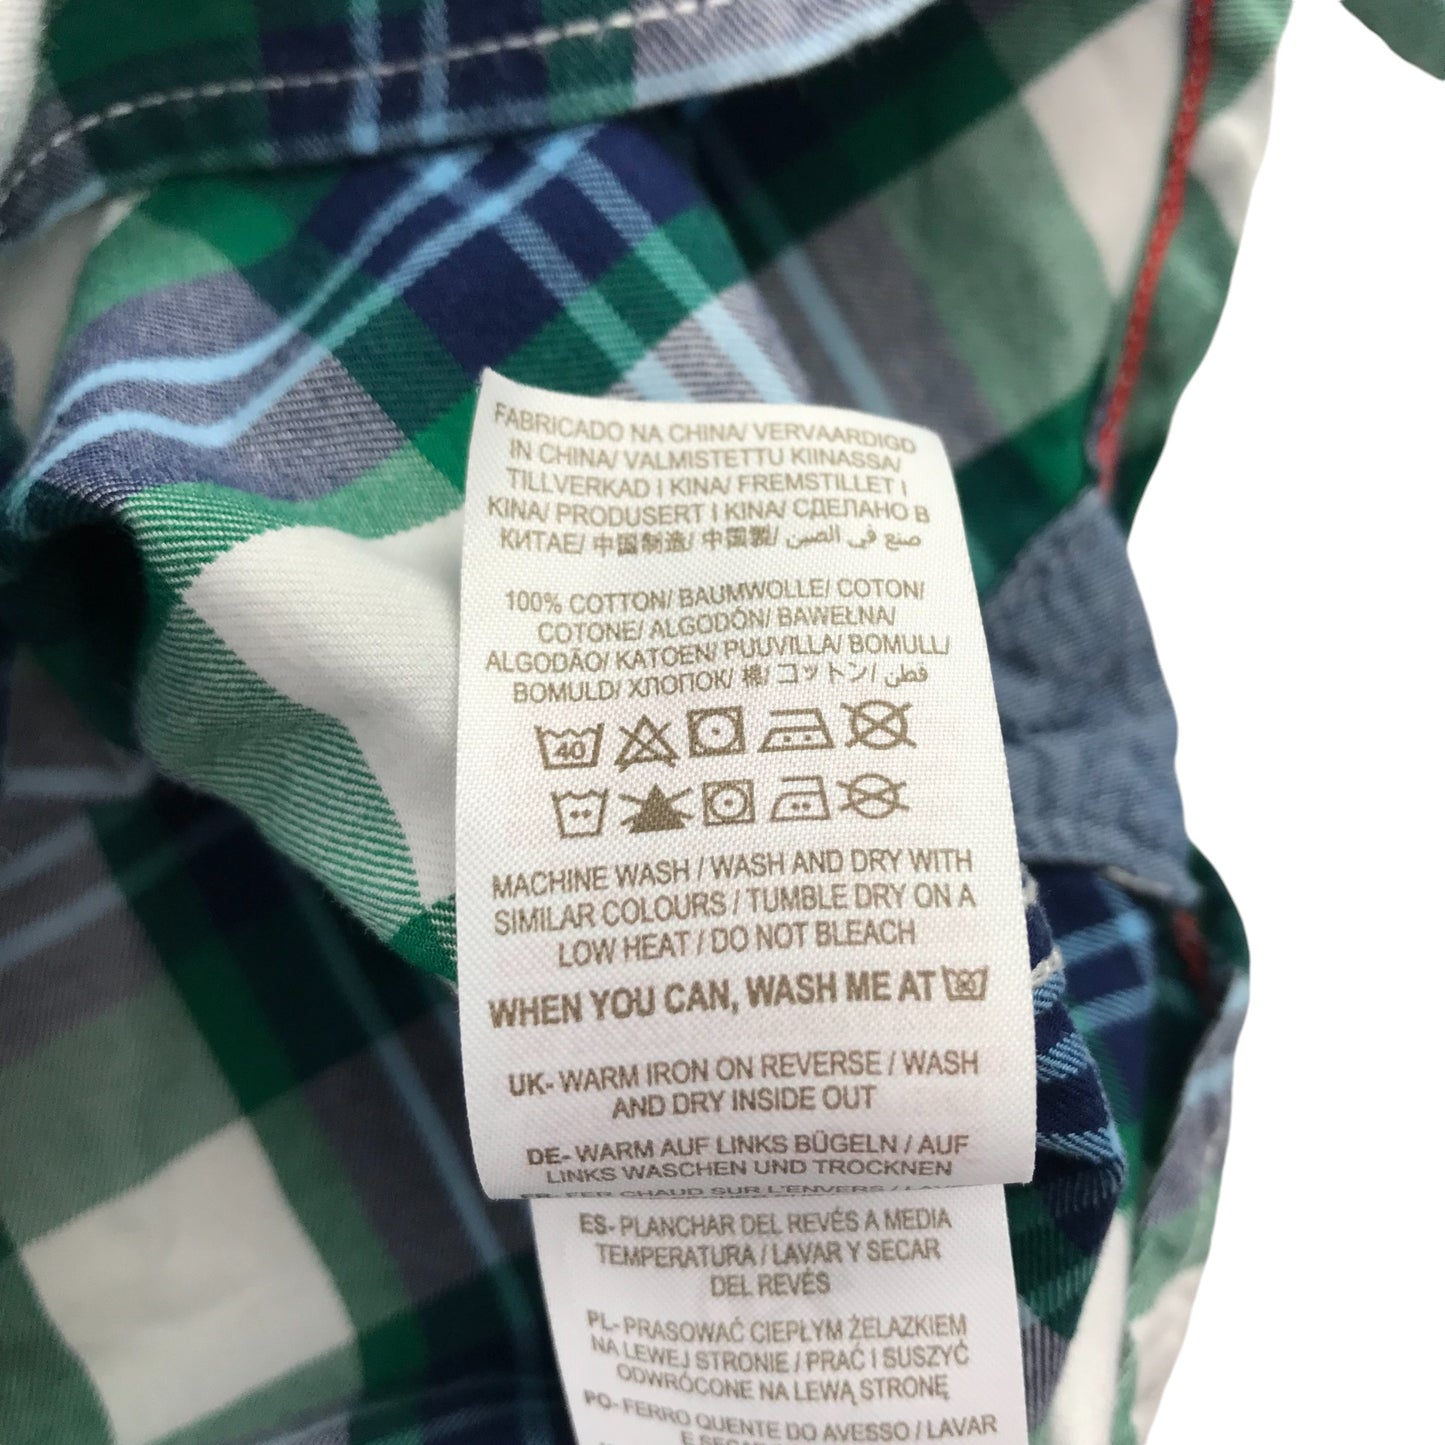 FABRICADO NA CHINA/ VERVAARDIGD
IN CHINA/ VALMISTETTU KIINASSA/
TILLVERKAD I KINA/ FREMSTILLET I
KINA/ PRODUSERT I KINA/ СДЕЛАНО В
КИТАЕ/ 中国制造/ 中国製/ صنع في الصين
100% COTTON/ BAUMWOLLE/ COTON/
COTONE/ ALGODÓN/ BAWEŁNA/
ALGODÃO/ KATOEN/ PUUVILLA/ BOMULL/
BOMULD/ ХЛОПОК/ 棉/ コットン/ قطن
40
MACHINE WASH / WASH AND DRY WITH
SIMILAR COLOURS / TUMBLE DRY ON A
LOW HEAT / DO NOT BLEACH
WHEN YOU CAN, WASH ME AT
UK- WARM IRON ON REVERSE / WASH
AND DRY INSIDE OUT
DE- WARM AUF LINKS BÜGELN / AUF
LINKS WASCHEN UND TROCKNEN
FER CHAUD SUR L'ENVERS /
ES- PLANCHAR DEL REVÉS A MEDIA
TEMPERATURA / LAVAR Y SECAR
DEL REVÉS
PL- PRASOWAĆ CIEPŁYM ŻELAZKIEM
NA LEWEJ STRONIE / PRAĆ I SUSZYĆ
ODWRÓCONE NA LEWĄ STRONĘ
PO- FERRO QUENTE DO AVESSO / LAVAR
E